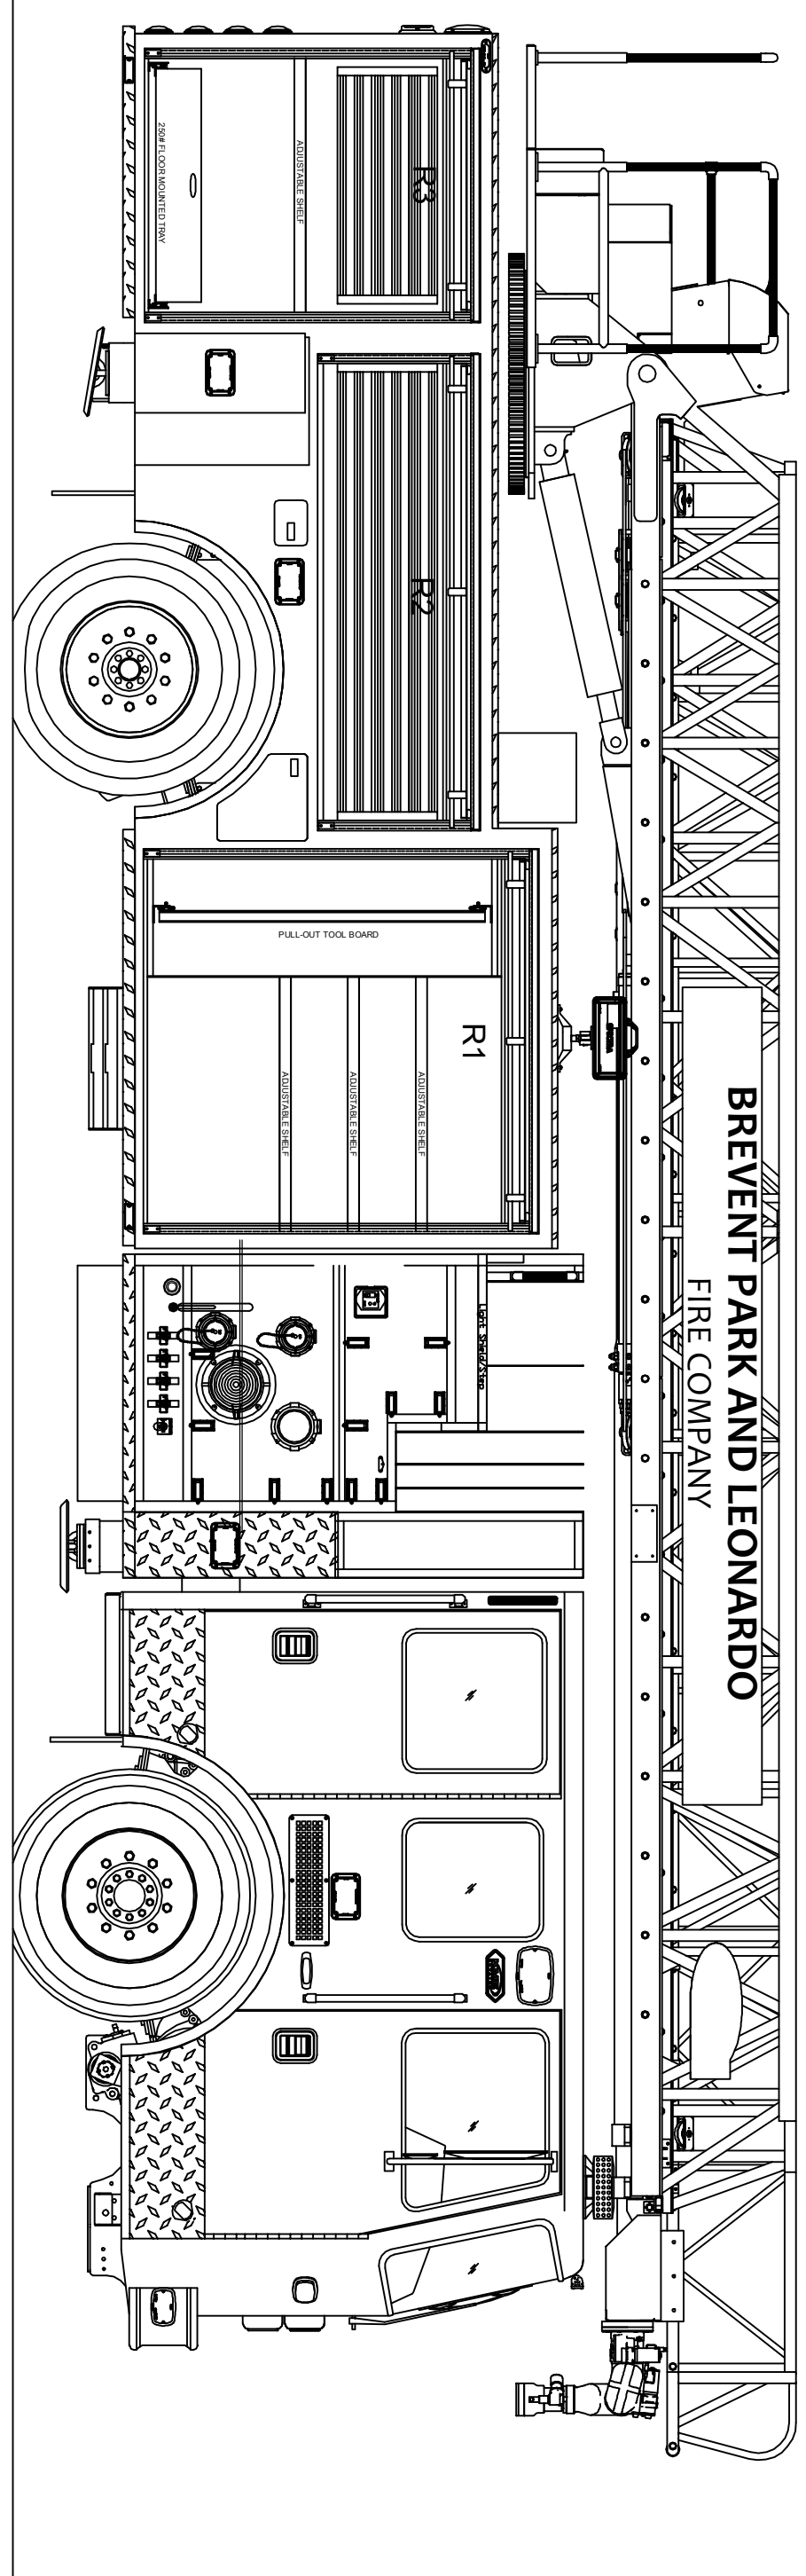 BREVENT PARK AND LEONARDO
FIRE COMPANY
R3
ADJUSTABLE SHELF
250# FLOOR MOUNTED TRAY
R2
R1
PULL-OUT TOOL BOARD
ADJUSTABLE SHELF
ADJUSTABLE SHELF
ADJUSTABLE SHELF
Light Shield/Step